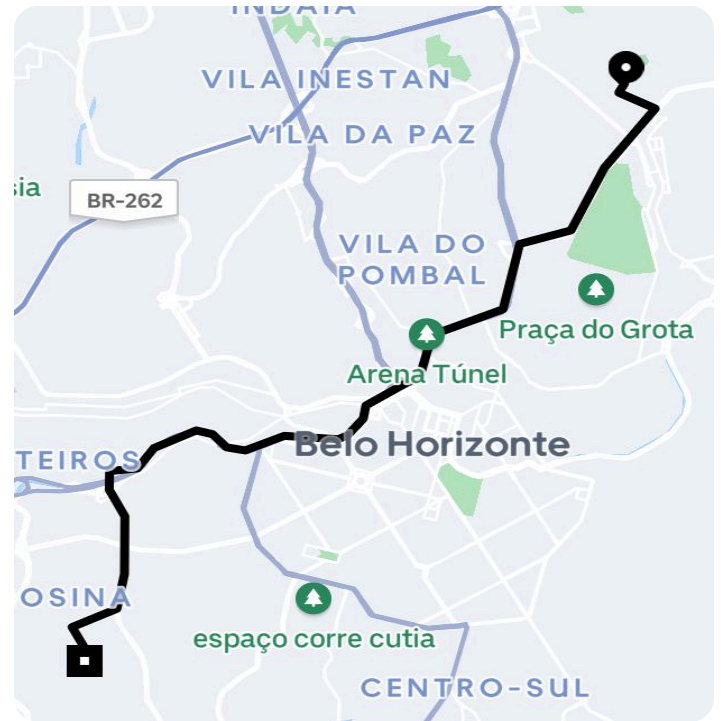 INDAIÁ
VILA INESTAN
VILA DA PAZ
sia
BR-262
VILA DO
POMBAL
Praça do Grota
Arena Túnel
Belo Horizonte
TEIROS
OSINA
espaço corre cutia
CENTRO-SUL